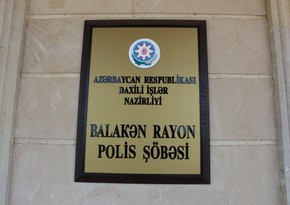 AZƏRBAYCAN RESPUBLİKASI
DAXİLİ İŞLƏR
NAZİRLİYİ
BALAKƏN RAYON
POLİS ŞÖBƏSİ